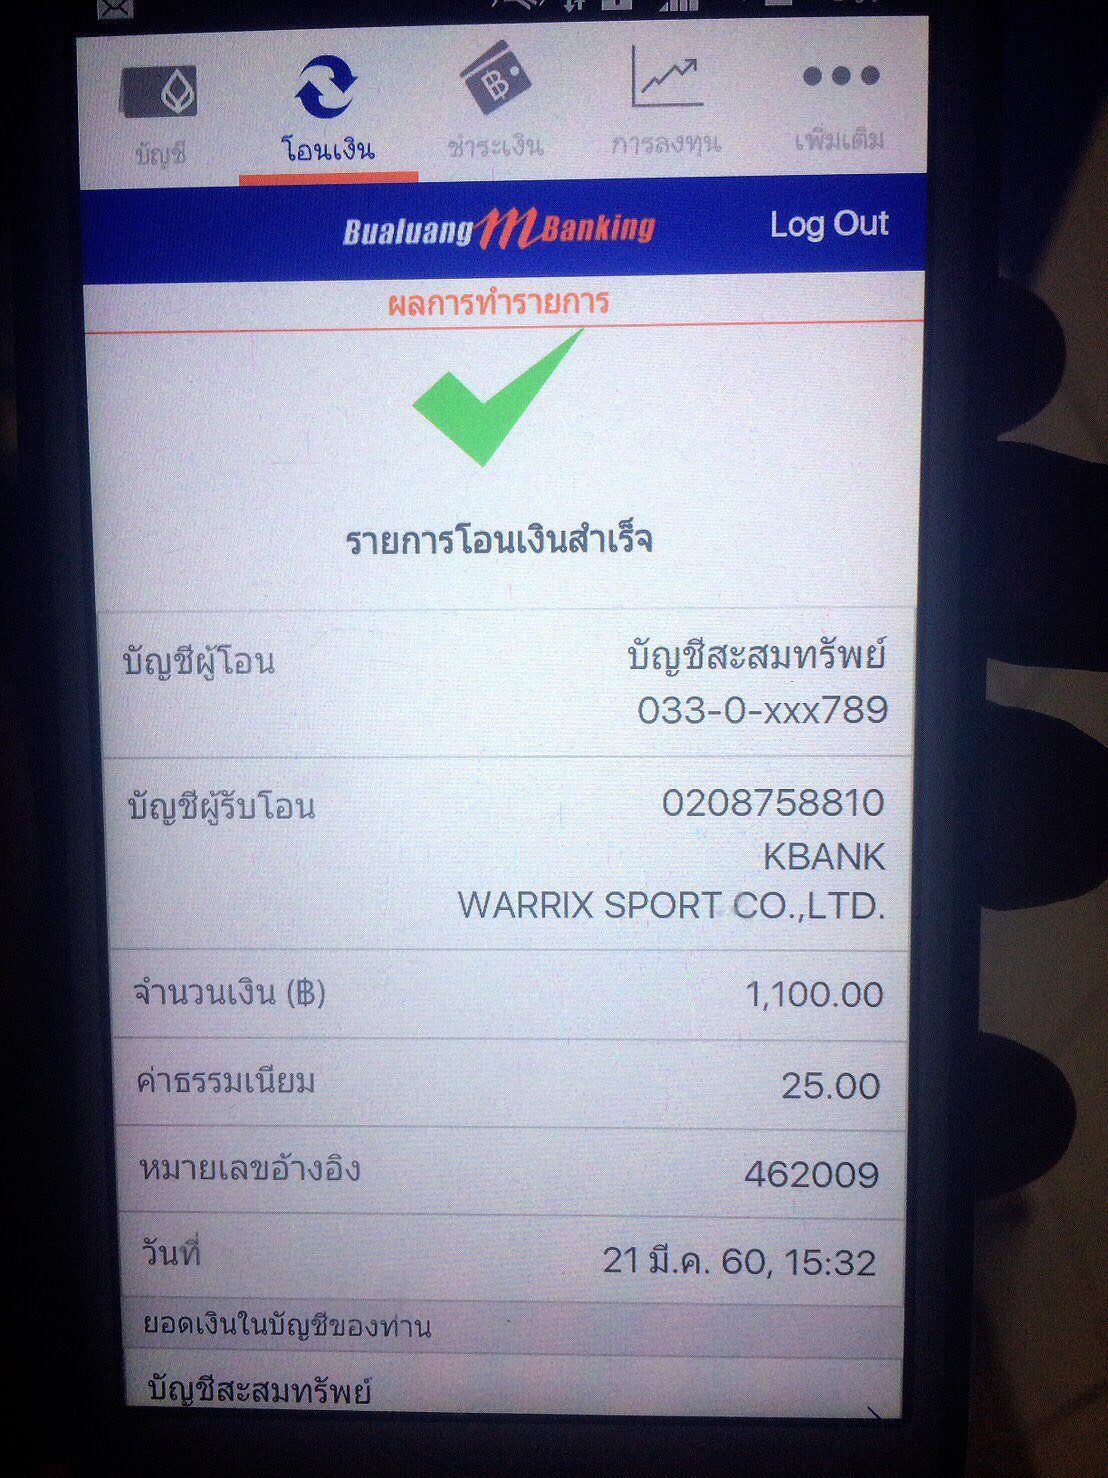 บัญชี โอนเงิน ชำระเงิน การลงทุน เพิ่มเติม
Bualuang mBanking Log Out
ผลการทำรายการ
รายการโอนเงินสำเร็จ
บัญชีผู้โอน บัญชีสะสมทรัพย์
033-0-xxx789
บัญชีผู้รับโอน 0208758810
KBANK
WARRIX SPORT CO.,LTD.
จำนวนเงิน (฿) 1,100.00
ค่าธรรมเนียม 25.00
หมายเลขอ้างอิง 462009
วันที่ 21 มี.ค. 60, 15:32
ยอดเงินในบัญชีของท่าน
บัญชีสะสมทรัพย์